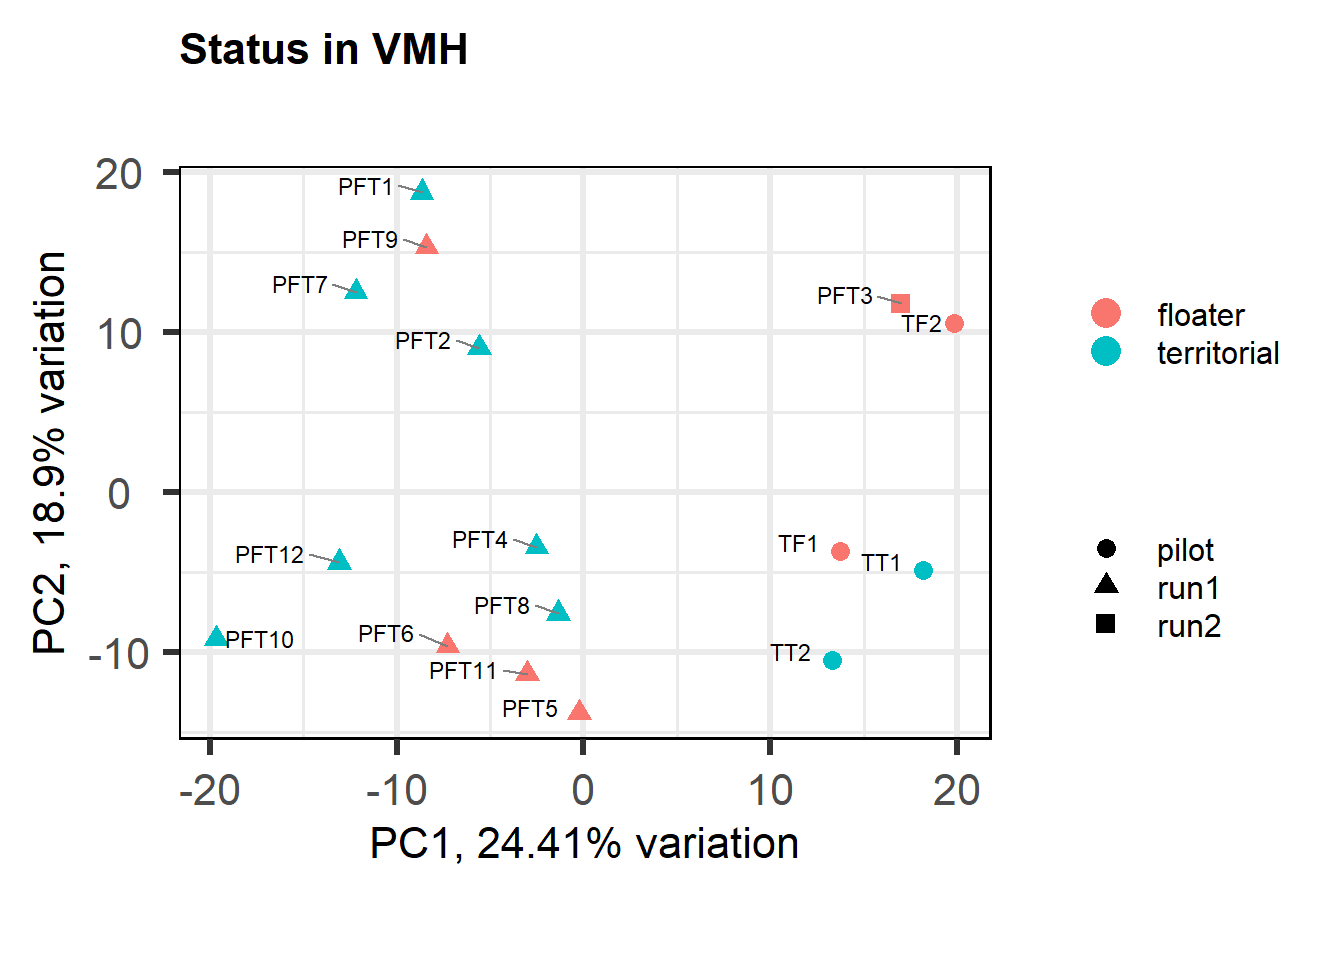 Status in VMH
20
10
0
-10
PC2, 18.9% variation
PFT1
PFT9
PFT7
PFT2
PFT3
TF2
PFT12
PFT4
TF1
TT1
PFT8
PFT10
PFT6
PFT11
TT2
PFT5
-20
-10
0
10
20
PC1, 24.41% variation
floater
territorial
pilot
run1
run2